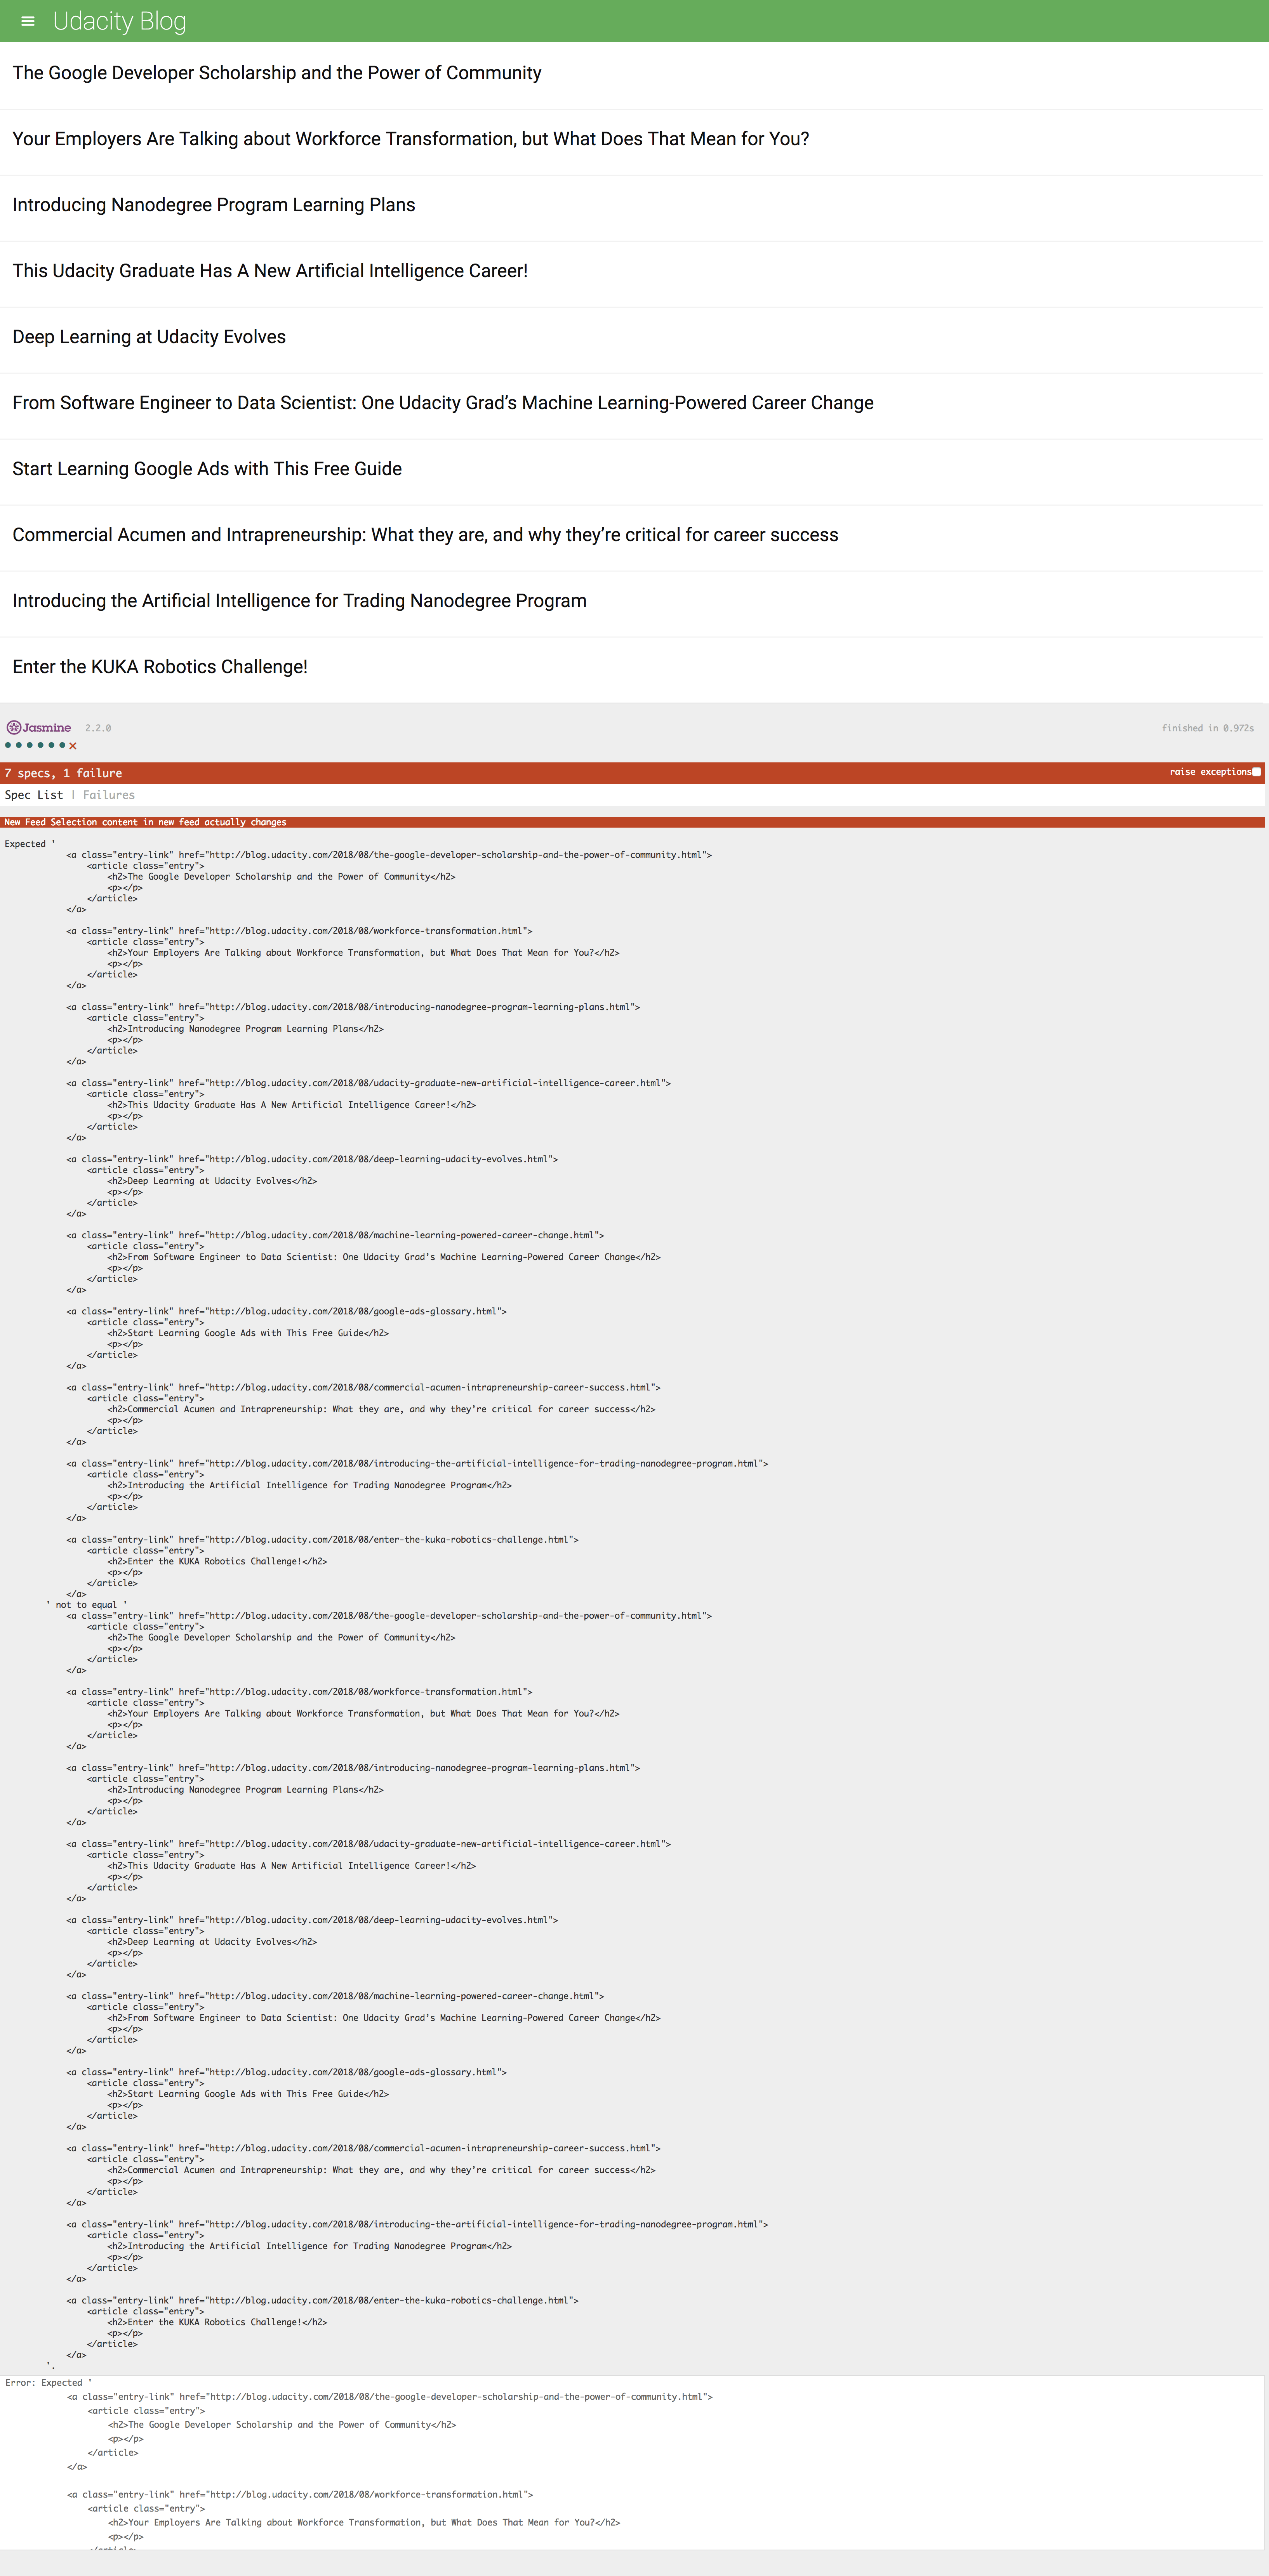 Udacity Blog
The Google Developer Scholarship and the Power of Community
Your Employers Are Talking about Workforce Transformation, but What Does That Mean for You?
Introducing Nanodegree Program Learning Plans
This Udacity Graduate Has A New Artificial Intelligence Career!
Deep Learning at Udacity Evolves
From Software Engineer to Data Scientist: One Udacity Grad’s Machine Learning-Powered Career Change
Start Learning Google Ads with This Free Guide
Commercial Acumen and Intrapreneurship: What they are, and why they’re critical for career success
Introducing the Artificial Intelligence for Trading Nanodegree Program
Enter the KUKA Robotics Challenge!
Jasmine 2.2.0 finished in 0.972s
7 specs, 1 failure raise exceptions
Spec List | Failures
New Feed Selection content in new feed actually changes
Expected '
<a class="entry-link" href="http://blog.udacity.com/2018/08/the-google-developer-scholarship-and-the-power-of-community.html">
<article class="entry">
<h2>The Google Developer Scholarship and the Power of Community</h2>
<p></p>
</article>
</a>
<a class="entry-link" href="http://blog.udacity.com/2018/08/workforce-transformation.html">
<article class="entry">
<h2>Your Employers Are Talking about Workforce Transformation, but What Does That Mean for You?</h2>
<p></p>
</article>
</a>
<a class="entry-link" href="http://blog.udacity.com/2018/08/introducing-nanodegree-program-learning-plans.html">
<article class="entry">
<h2>Introducing Nanodegree Program Learning Plans</h2>
<p></p>
</article>
</a>
<a class="entry-link" href="http://blog.udacity.com/2018/08/udacity-graduate-new-artificial-intelligence-career.html">
<article class="entry">
<h2>This Udacity Graduate Has A New Artificial Intelligence Career!</h2>
<p></p>
</article>
</a>
<a class="entry-link" href="http://blog.udacity.com/2018/08/deep-learning-udacity-evolves.html">
<article class="entry">
<h2>Deep Learning at Udacity Evolves</h2>
<p></p>
</article>
</a>
<a class="entry-link" href="http://blog.udacity.com/2018/08/machine-learning-powered-career-change.html">
<article class="entry">
<h2>From Software Engineer to Data Scientist: One Udacity Grad’s Machine Learning-Powered Career Change</h2>
<p></p>
</article>
</a>
<a class="entry-link" href="http://blog.udacity.com/2018/08/google-ads-glossary.html">
<article class="entry">
<h2>Start Learning Google Ads with This Free Guide</h2>
<p></p>
</article>
</a>
<a class="entry-link" href="http://blog.udacity.com/2018/08/commercial-acumen-intrapreneurship-career-success.html">
<article class="entry">
<h2>Commercial Acumen and Intrapreneurship: What they are, and why they’re critical for career success</h2>
<p></p>
</article>
</a>
<a class="entry-link" href="http://blog.udacity.com/2018/08/introducing-the-artificial-intelligence-for-trading-nanodegree-program.html">
<article class="entry">
<h2>Introducing the Artificial Intelligence for Trading Nanodegree Program</h2>
<p></p>
</article>
</a>
<a class="entry-link" href="http://blog.udacity.com/2018/08/enter-the-kuka-robotics-challenge.html">
<article class="entry">
<h2>Enter the KUKA Robotics Challenge!</h2>
<p></p>
</article>
</a>
' not to equal '
<a class="entry-link" href="http://blog.udacity.com/2018/08/the-google-developer-scholarship-and-the-power-of-community.html">
<article class="entry">
<h2>The Google Developer Scholarship and the Power of Community</h2>
<p></p>
</article>
</a>
<a class="entry-link" href="http://blog.udacity.com/2018/08/workforce-transformation.html">
<article class="entry">
<h2>Your Employers Are Talking about Workforce Transformation, but What Does That Mean for You?</h2>
<p></p>
</article>
</a>
<a class="entry-link" href="http://blog.udacity.com/2018/08/introducing-nanodegree-program-learning-plans.html">
<article class="entry">
<h2>Introducing Nanodegree Program Learning Plans</h2>
<p></p>
</article>
</a>
<a class="entry-link" href="http://blog.udacity.com/2018/08/udacity-graduate-new-artificial-intelligence-career.html">
<article class="entry">
<h2>This Udacity Graduate Has A New Artificial Intelligence Career!</h2>
<p></p>
</article>
</a>
<a class="entry-link" href="http://blog.udacity.com/2018/08/deep-learning-udacity-evolves.html">
<article class="entry">
<h2>Deep Learning at Udacity Evolves</h2>
<p></p>
</article>
</a>
<a class="entry-link" href="http://blog.udacity.com/2018/08/machine-learning-powered-career-change.html">
<article class="entry">
<h2>From Software Engineer to Data Scientist: One Udacity Grad’s Machine Learning-Powered Career Change</h2>
<p></p>
</article>
</a>
<a class="entry-link" href="http://blog.udacity.com/2018/08/google-ads-glossary.html">
<article class="entry">
<h2>Start Learning Google Ads with This Free Guide</h2>
<p></p>
</article>
</a>
<a class="entry-link" href="http://blog.udacity.com/2018/08/commercial-acumen-intrapreneurship-career-success.html">
<article class="entry">
<h2>Commercial Acumen and Intrapreneurship: What they are, and why they’re critical for career success</h2>
<p></p>
</article>
</a>
<a class="entry-link" href="http://blog.udacity.com/2018/08/introducing-the-artificial-intelligence-for-trading-nanodegree-program.html">
<article class="entry">
<h2>Introducing the Artificial Intelligence for Trading Nanodegree Program</h2>
<p></p>
</article>
</a>
<a class="entry-link" href="http://blog.udacity.com/2018/08/enter-the-kuka-robotics-challenge.html">
<article class="entry">
<h2>Enter the KUKA Robotics Challenge!</h2>
<p></p>
</article>
</a>
'.
Error: Expected '
<a class="entry-link" href="http://blog.udacity.com/2018/08/the-google-developer-scholarship-and-the-power-of-community.html">
<article class="entry">
<h2>The Google Developer Scholarship and the Power of Community</h2>
<p></p>
</article>
</a>
<a class="entry-link" href="http://blog.udacity.com/2018/08/workforce-transformation.html">
<article class="entry">
<h2>Your Employers Are Talking about Workforce Transformation, but What Does That Mean for You?</h2>
<p></p>